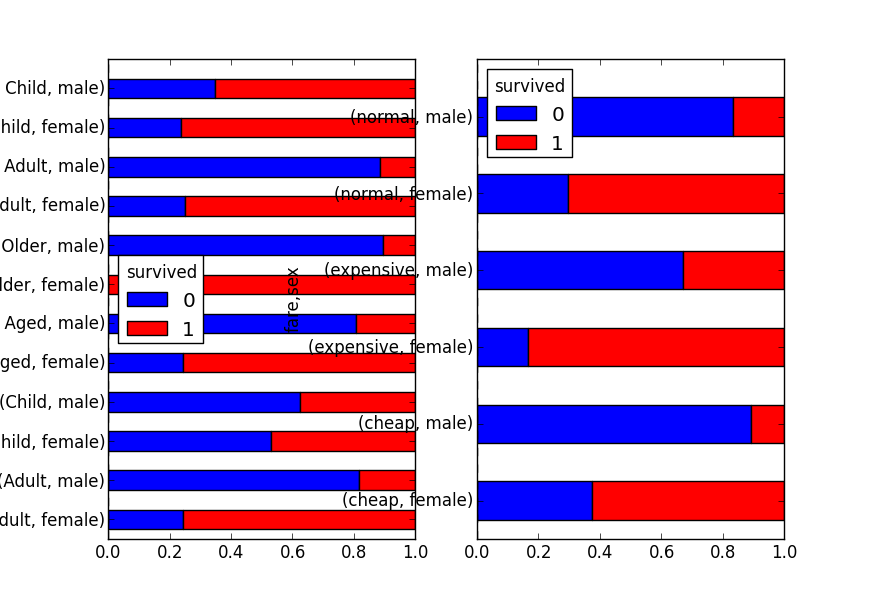 Child, male)
hild, female)
Adult, male)
dult, female)
Older, male)
lder, female)
Aged, male)
ged, female)
(Child, male)
hild, female)
(Adult, male)
dult, female)
0.0 0.2 0.4 0.6 0.8 1.0
survived
0
1
fare,sex
(normal, male)
(normal, female)
(expensive, male)
(expensive, female)
(cheap, male)
(cheap, female)
0.0 0.2 0.4 0.6 0.8 1.0
survived
0
1